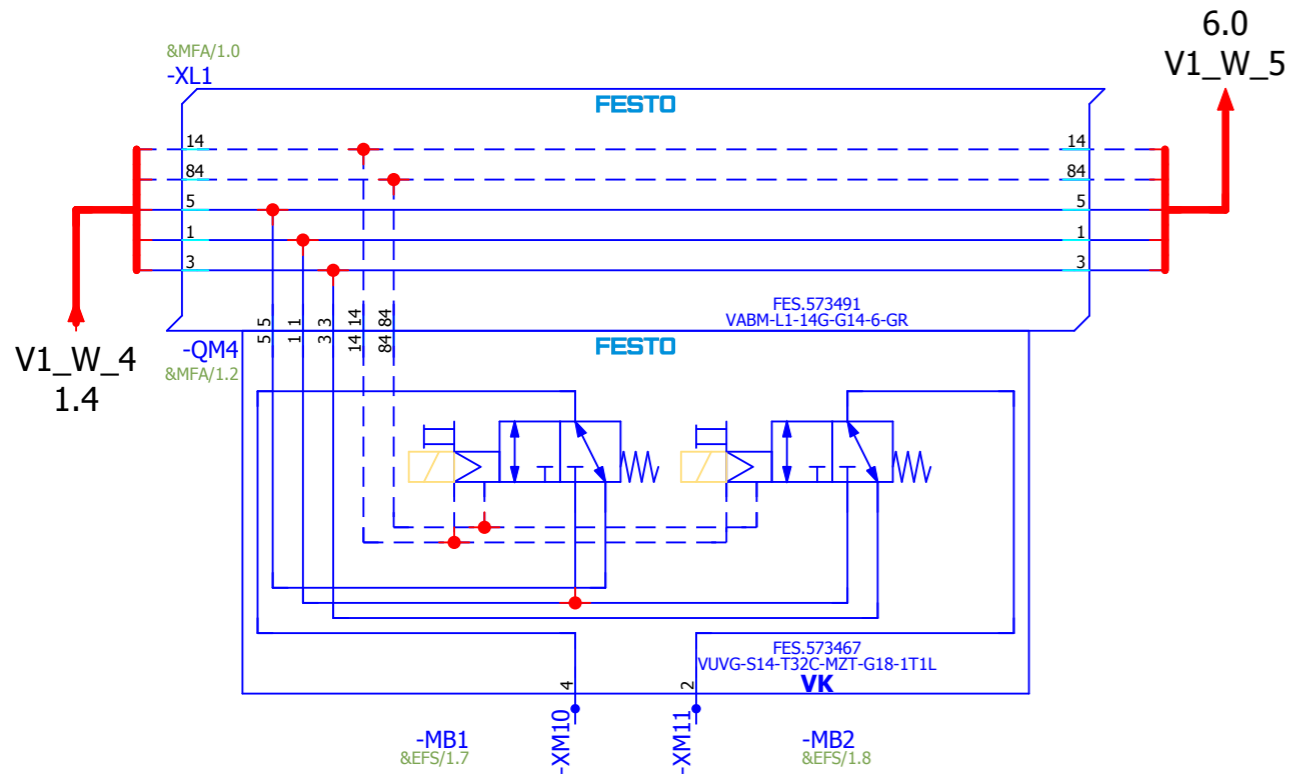 6.0
V1_W_5
&MFA/1.0
-XL1
FESTO
14
14
84
84
5
5
1
1
3
3
FES.573491
VABM-L1-14G-G14-6-GR
5 5
1 1
3 3
14 14
84 84
V1_W_4
1.4
-QM4
&MFA/1.2
FESTO
FES.573467
VUVG-S14-T32C-MZT-G18-1T1L
VK
4
2
-XM10
-XM11
-MB1
&EFS/1.7
-MB2
&EFS/1.8